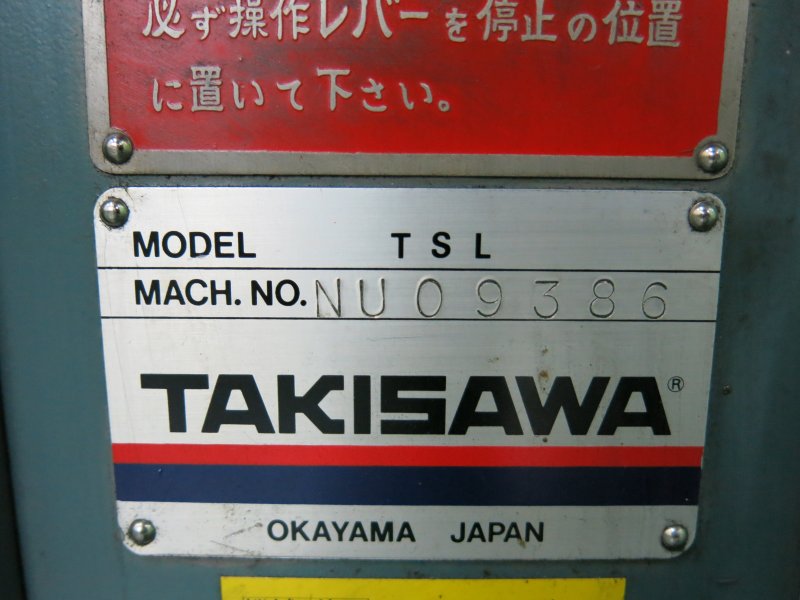 必ず操作レバーを停止の位置
に置いて下さい。
MODEL TSL
MACH. NO. NU09386
TAKISAWA®
OKAYAMA JAPAN